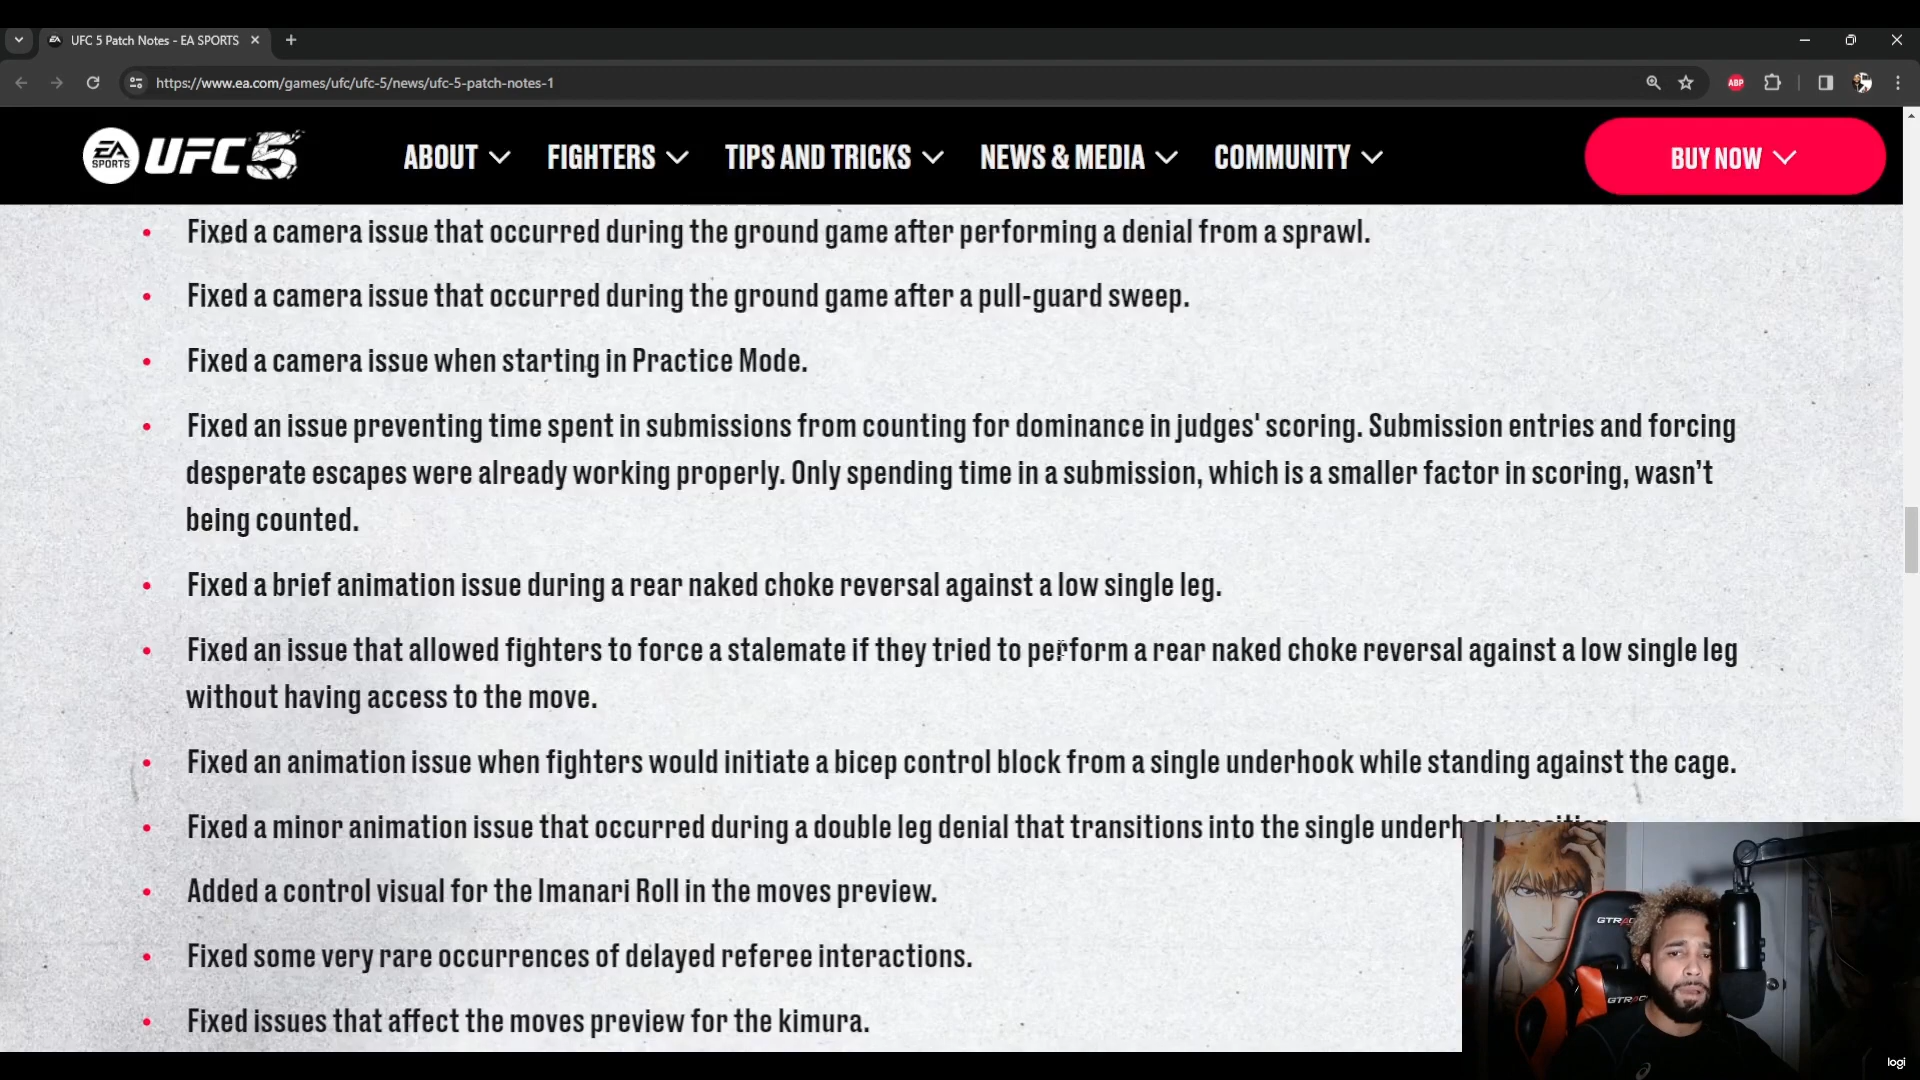 UFC 5 Patch Notes - EA SPORTS
https://www.ea.com/games/ufc/ufc-5/news/ufc-5-patch-notes-1
ABP
EA SPORTS UFC 5
ABOUT
FIGHTERS
TIPS AND TRICKS
NEWS & MEDIA
COMMUNITY
BUY NOW
Fixed a camera issue that occurred during the ground game after performing a denial from a sprawl.
Fixed a camera issue that occurred during the ground game after a pull-guard sweep.
Fixed a camera issue when starting in Practice Mode.
Fixed an issue preventing time spent in submissions from counting for dominance in judges' scoring. Submission entries and forcing
desperate escapes were already working properly. Only spending time in a submission, which is a smaller factor in scoring, wasn’t
being counted.
Fixed a brief animation issue during a rear naked choke reversal against a low single leg.
Fixed an issue that allowed fighters to force a stalemate if they tried to perform a rear naked choke reversal against a low single leg
without having access to the move.
Fixed an animation issue when fighters would initiate a bicep control block from a single underhook while standing against the cage.
Fixed a minor animation issue that occurred during a double leg denial that transitions into the single underhook position.
Added a control visual for the Imanari Roll in the moves preview.
Fixed some very rare occurrences of delayed referee interactions.
Fixed issues that affect the moves preview for the kimura.
logi